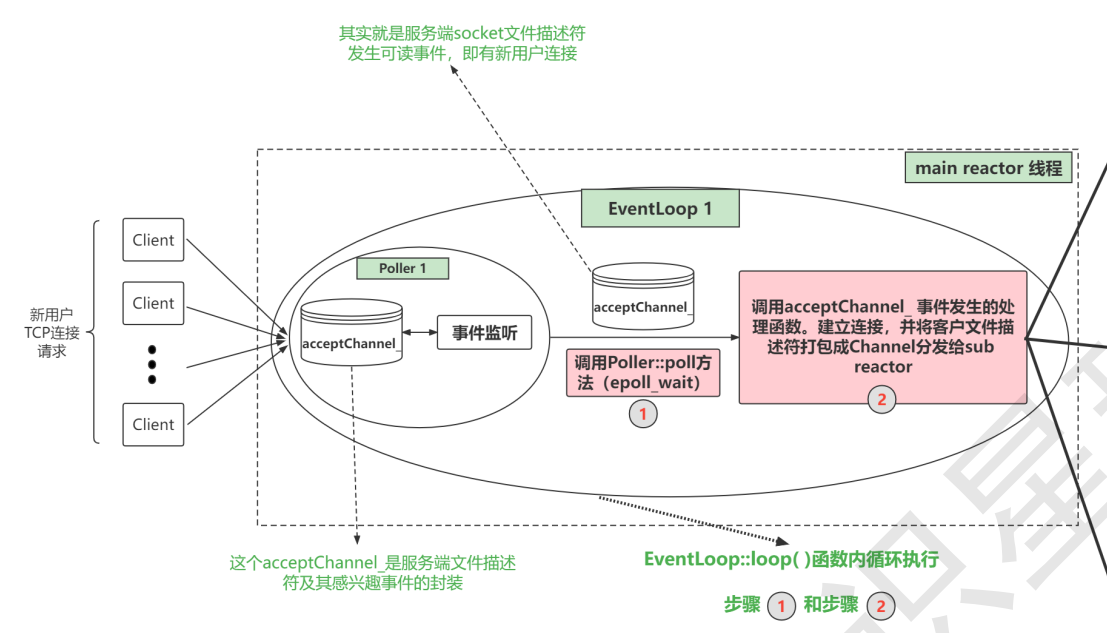 其实就是服务端socket文件描述符
发生可读事件，即有新用户连接
main reactor 线程
EventLoop 1
Client
Poller 1
Client
新用户
TCP连接
请求
acceptChannel_
事件监听
acceptChannel_
调用Poller::poll方
法（epoll_wait）
1
调用acceptChannel_ 事件发生的处
理函数。建立连接，并将客户文件描
述符打包成Channel分发给sub
reactor
2
Client
Client
这个acceptChannel_是服务端文件描述
符及其感兴趣事件的封装
EventLoop::loop( )函数内循环执行
步骤 1 和步骤 2